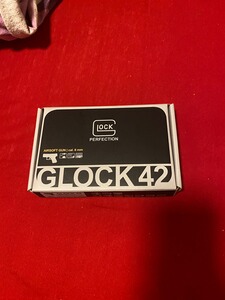 GLOCK
PERFECTION
AIRSOFT GUN cal. 6 mm
GLOCK 42